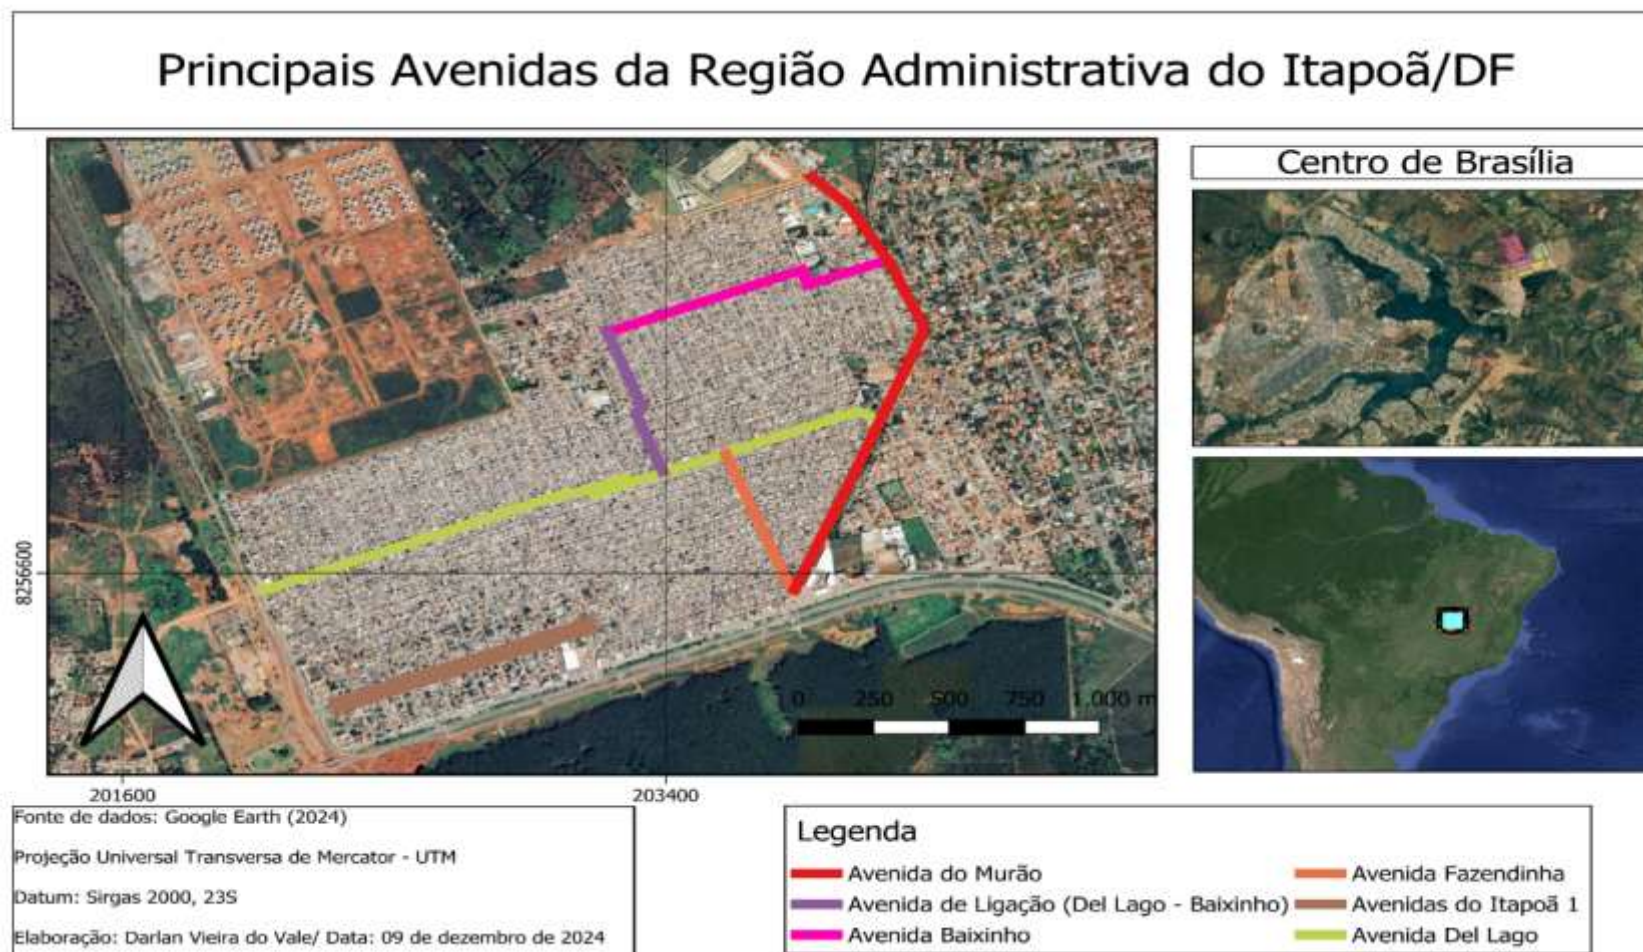 Principais Avenidas da Região Administrativa do Itapoã/DF
Centro de Brasília
8256600
0 250 500 750 1.000 m
201600 203400
Fonte de dados: Google Earth (2024)
Projeção Universal Transversa de Mercator - UTM
Datum: Sirgas 2000, 23S
Elaboração: Darlan Vieira do Vale/ Data: 09 de dezembro de 2024
Legenda
Avenida do Murão
Avenida de Ligação (Del Lago - Baixinho)
Avenida Baixinho
Avenida Fazendinha
Avenidas do Itapoã 1
Avenida Del Lago